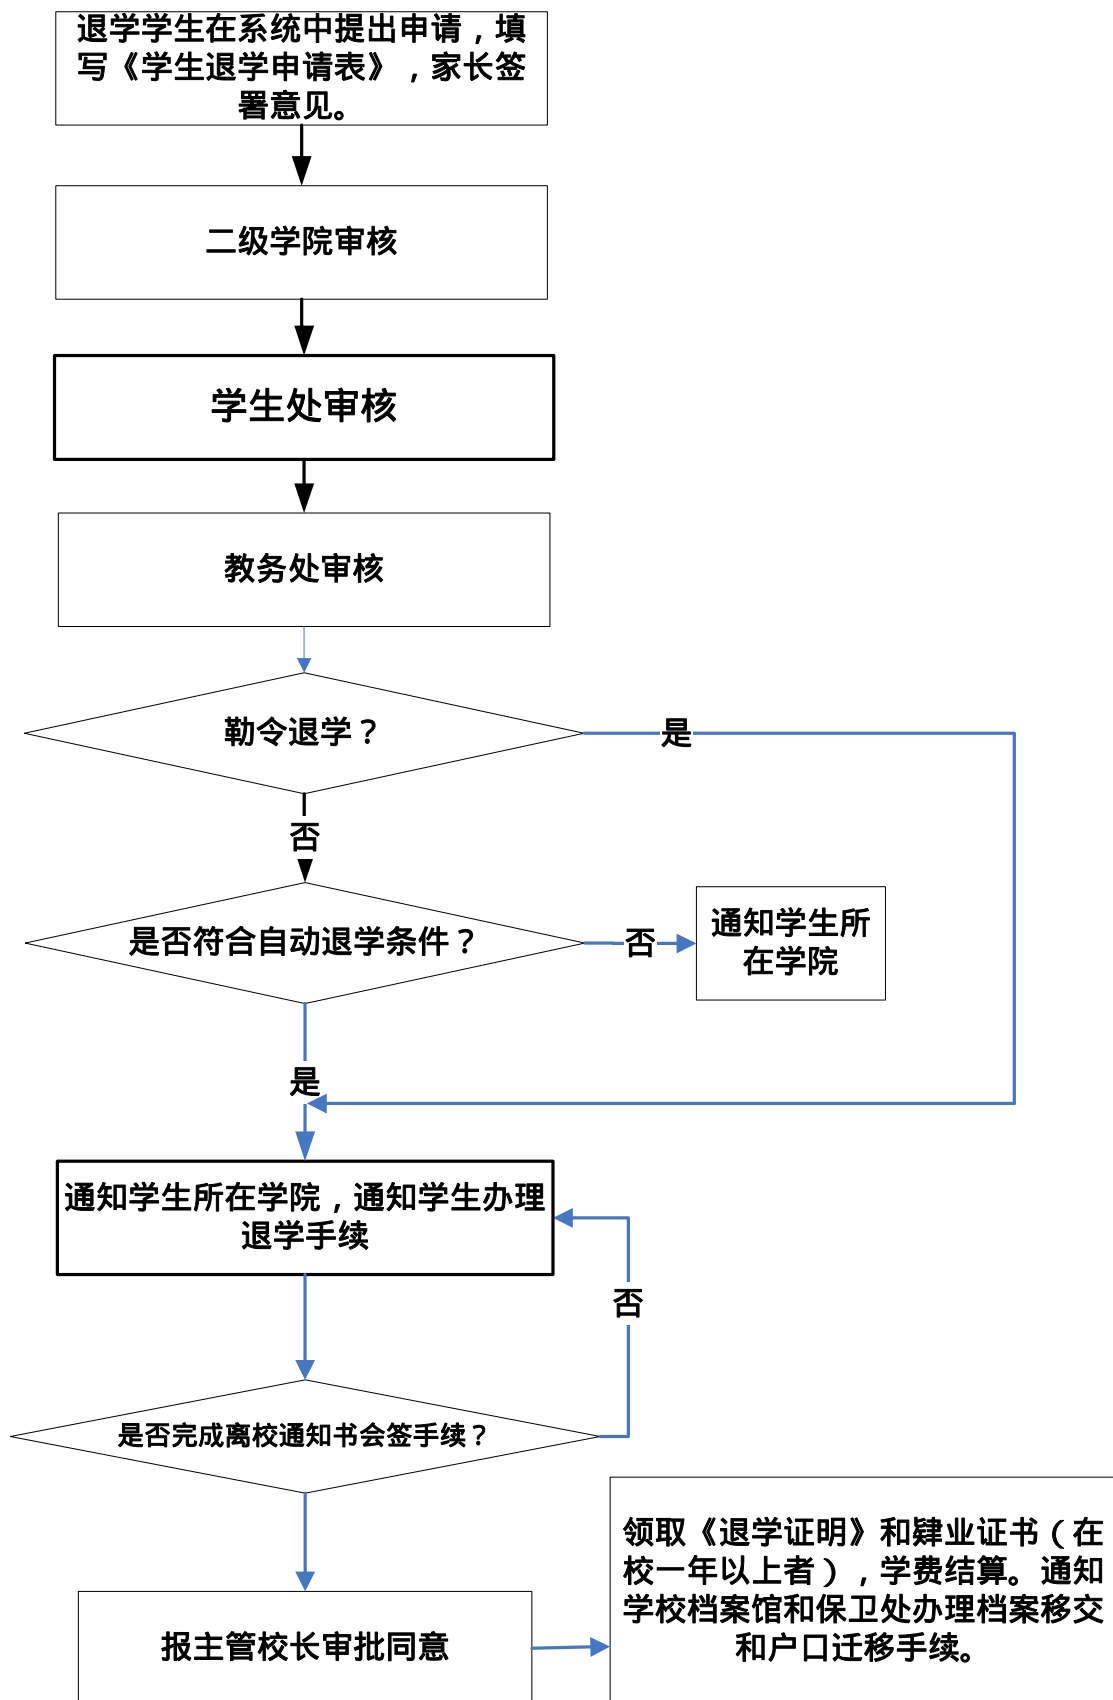 退学学生在系统中提出申请，填
写《学生退学申请表》，家长签
署意见。
二级学院审核
学生处审核
教务处审核
勒令退学？
是
否
是否符合自动退学条件？
否
通知学生所
在学院
是
通知学生所在学院，通知学生办理
退学手续
否
是否完成离校通知书会签手续？
领取《退学证明》和肄业证书（在
校一年以上者），学费结算。通知
学校档案馆和保卫处办理档案移交
和户口迁移手续。
报主管校长审批同意